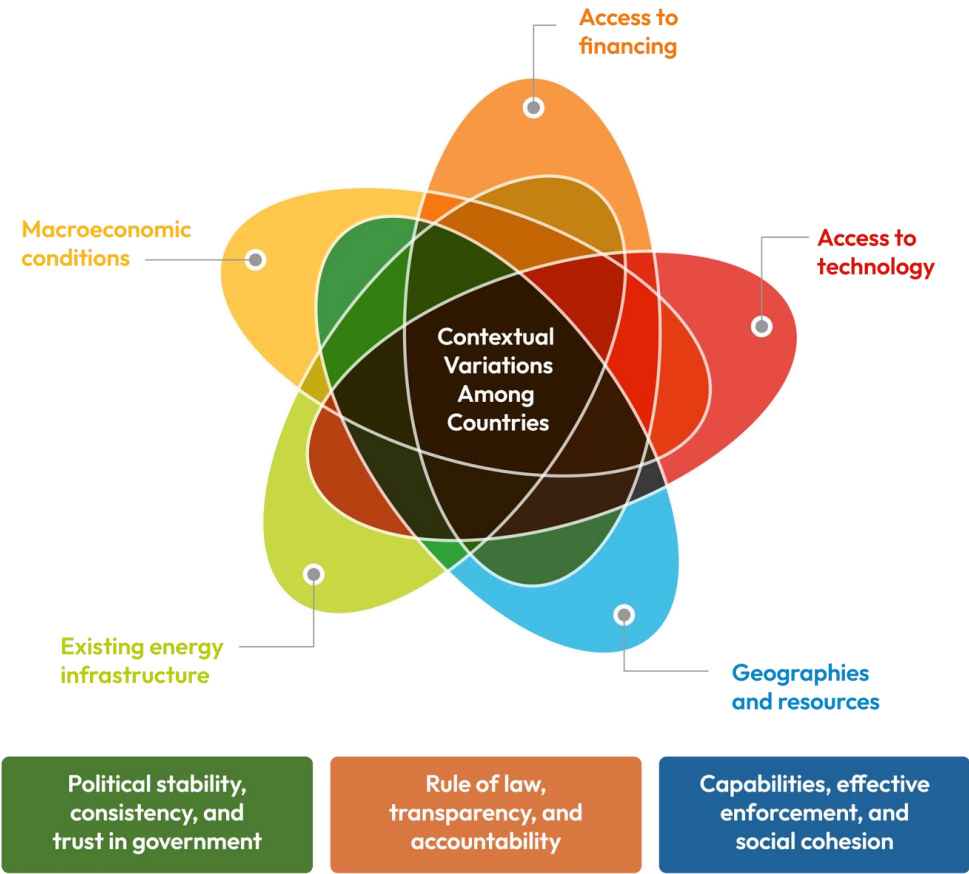 Access to
financing
Macroeconomic
conditions
Access to
technology
Contextual
Variations
Among
Countries
Existing energy
infrastructure
Geographies
and resources
Political stability,
consistency, and
trust in government
Rule of law,
transparency, and
accountability
Capabilities, effective
enforcement, and
social cohesion